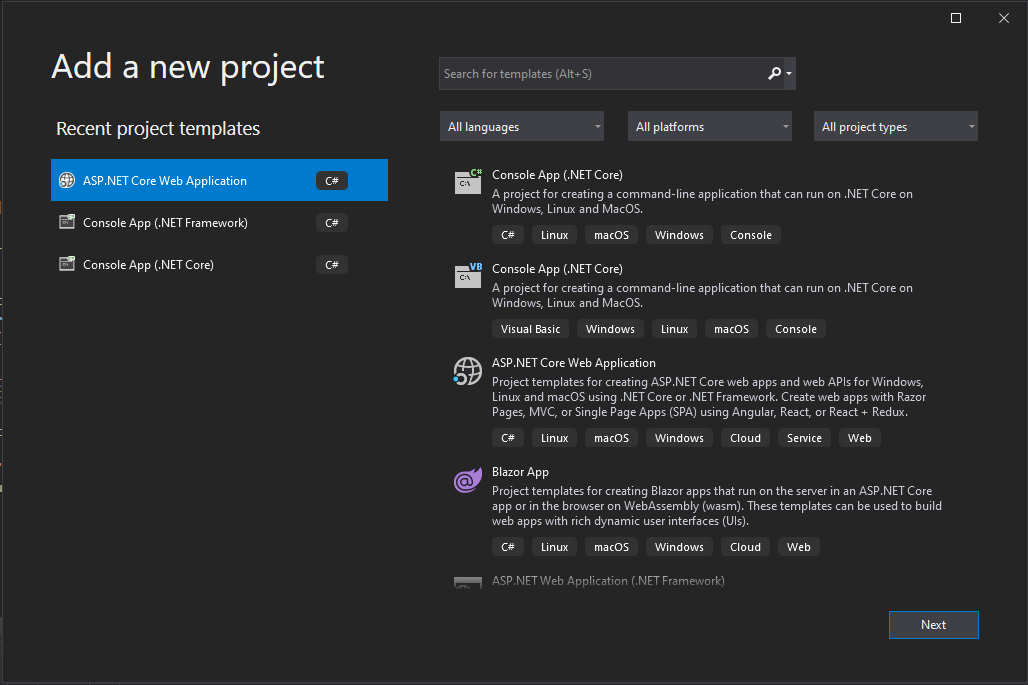 Add a new project
Search for templates (Alt+S)
Recent project templates
All languages
All platforms
All project types
ASP.NET Core Web Application C#
Console App (.NET Framework) C#
Console App (.NET Core) C#
C#
C:\
Console App (.NET Core)
A project for creating a command-line application that can run on .NET Core on
Windows, Linux and MacOS.
C# Linux macOS Windows Console
VB
C:\
Console App (.NET Core)
A project for creating a command-line application that can run on .NET Core on
Windows, Linux and MacOS.
Visual Basic Windows Linux macOS Console
ASP.NET Core Web Application
Project templates for creating ASP.NET Core web apps and web APIs for Windows,
Linux and macOS using .NET Core or .NET Framework. Create web apps with Razor
Pages, MVC, or Single Page Apps (SPA) using Angular, React, or React + Redux.
C# Linux macOS Windows Cloud Service Web
Blazor App
Project templates for creating Blazor apps that run on the server in an ASP.NET Core
app or in the browser on WebAssembly (wasm). These templates can be used to build
web apps with rich dynamic user interfaces (UIs).
C# Linux macOS Windows Cloud Web
ASP.NET Web Application (.NET Framework)
Next